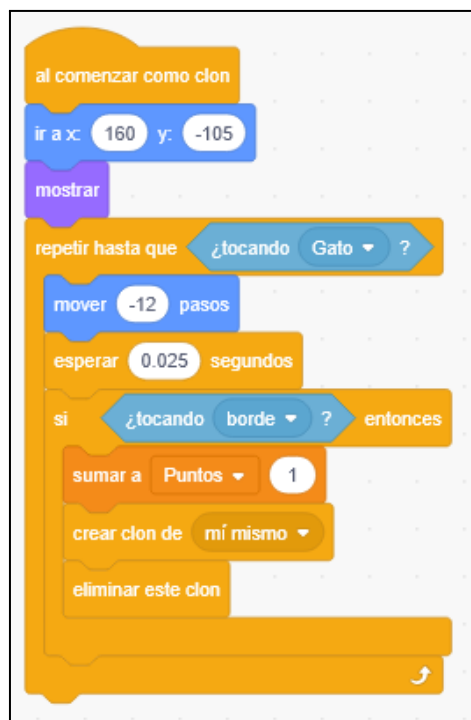 al comenzar como clon
ir a x: 160 y: -105
mostrar
repetir hasta que ¿tocando Gato ?
mover -12 pasos
esperar 0.025 segundos
si ¿tocando borde ? entonces
sumar a Puntos 1
crear clon de mí mismo
eliminar este clon